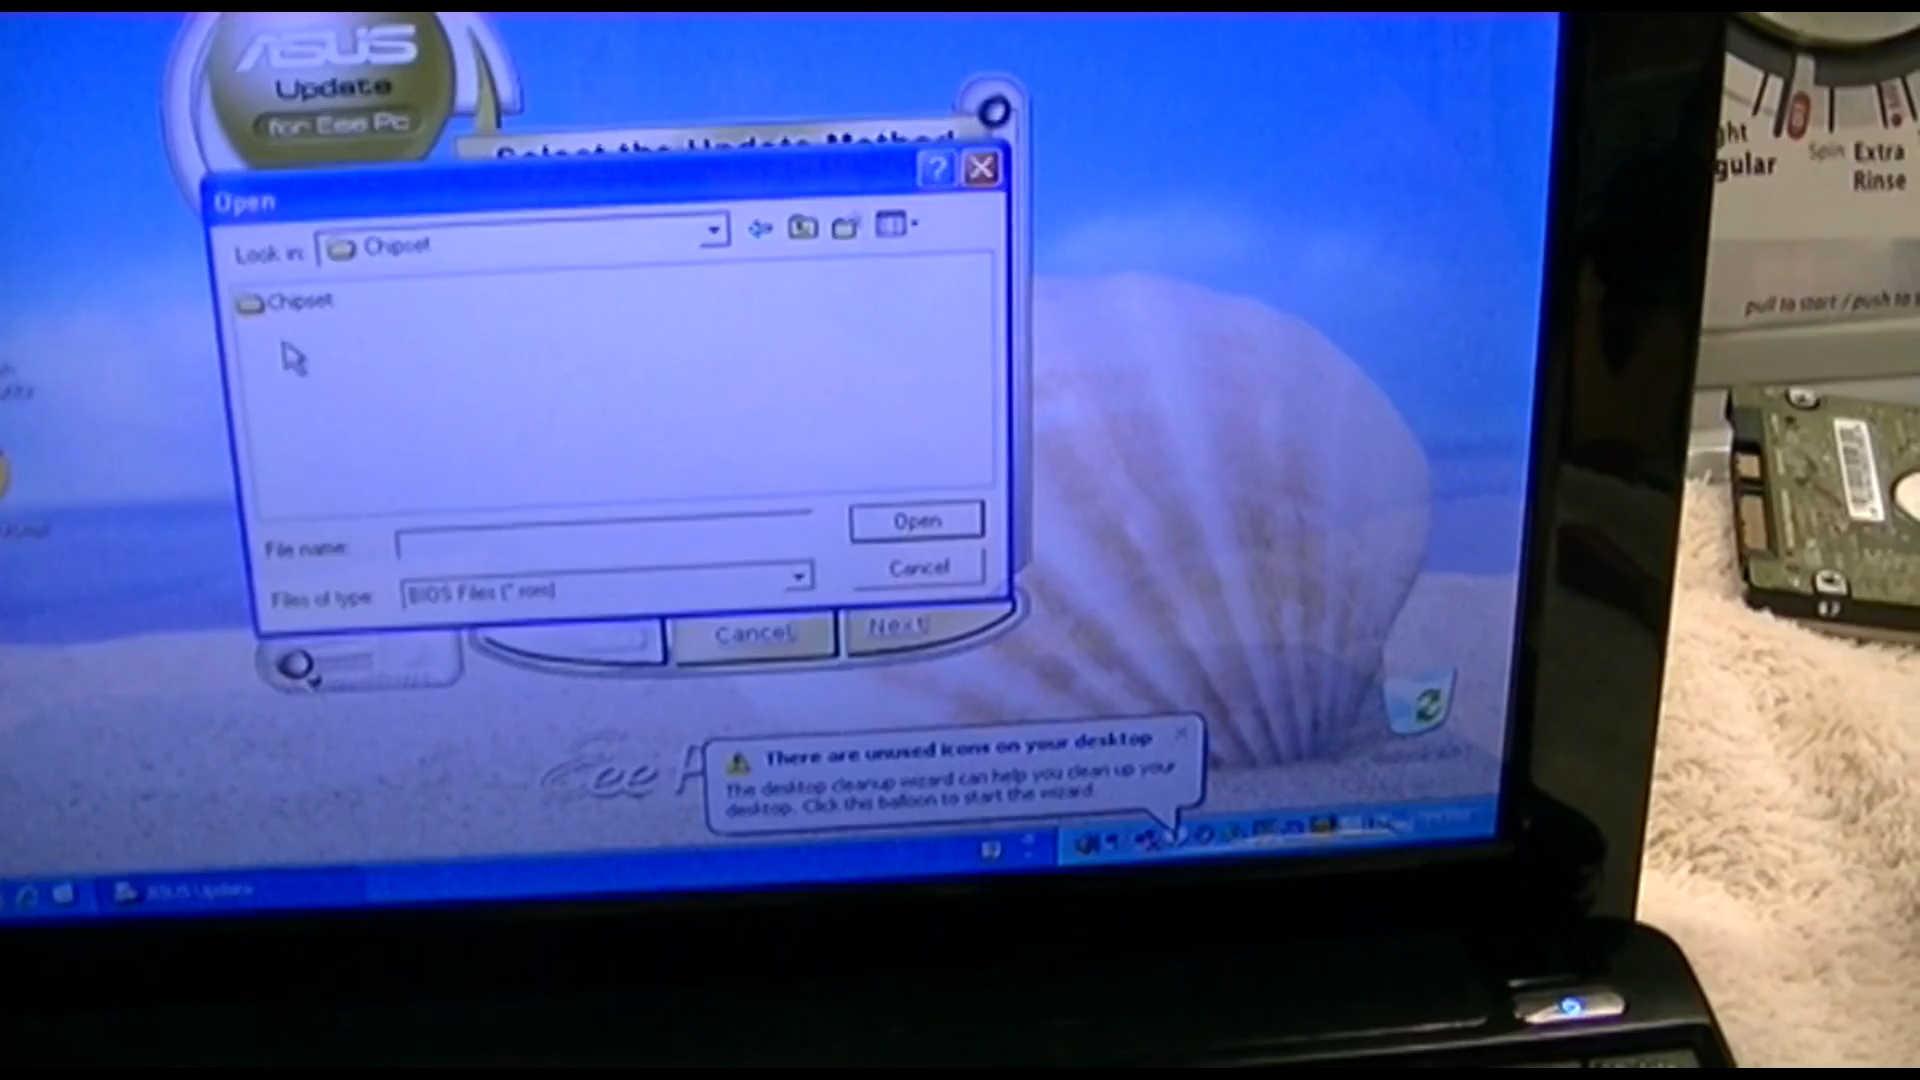 ASUS
Update
for Eee Pc
Select the Update Method
Open
Look in: Chipset
Chipset
File name:
Open
Files of type: BIOS Files (*.rom)
Cancel
Cancel
Next
Eee P
There are unused icons on your desktop
The desktop cleanup wizard can help you clean up your
desktop. Click this balloon to start the wizard.
ASUS Update
Spin
Extra
Rinse
gular
pull to start / push to